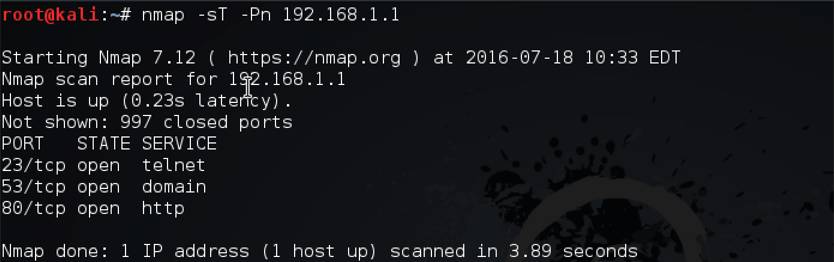 root@kali:~# nmap -sT -Pn 192.168.1.1
Starting Nmap 7.12 ( https://nmap.org ) at 2016-07-18 10:33 EDT
Nmap scan report for 192.168.1.1
Host is up (0.23s latency).
Not shown: 997 closed ports
PORT   STATE SERVICE
23/tcp open  telnet
53/tcp open  domain
80/tcp open  http
Nmap done: 1 IP address (1 host up) scanned in 3.89 seconds